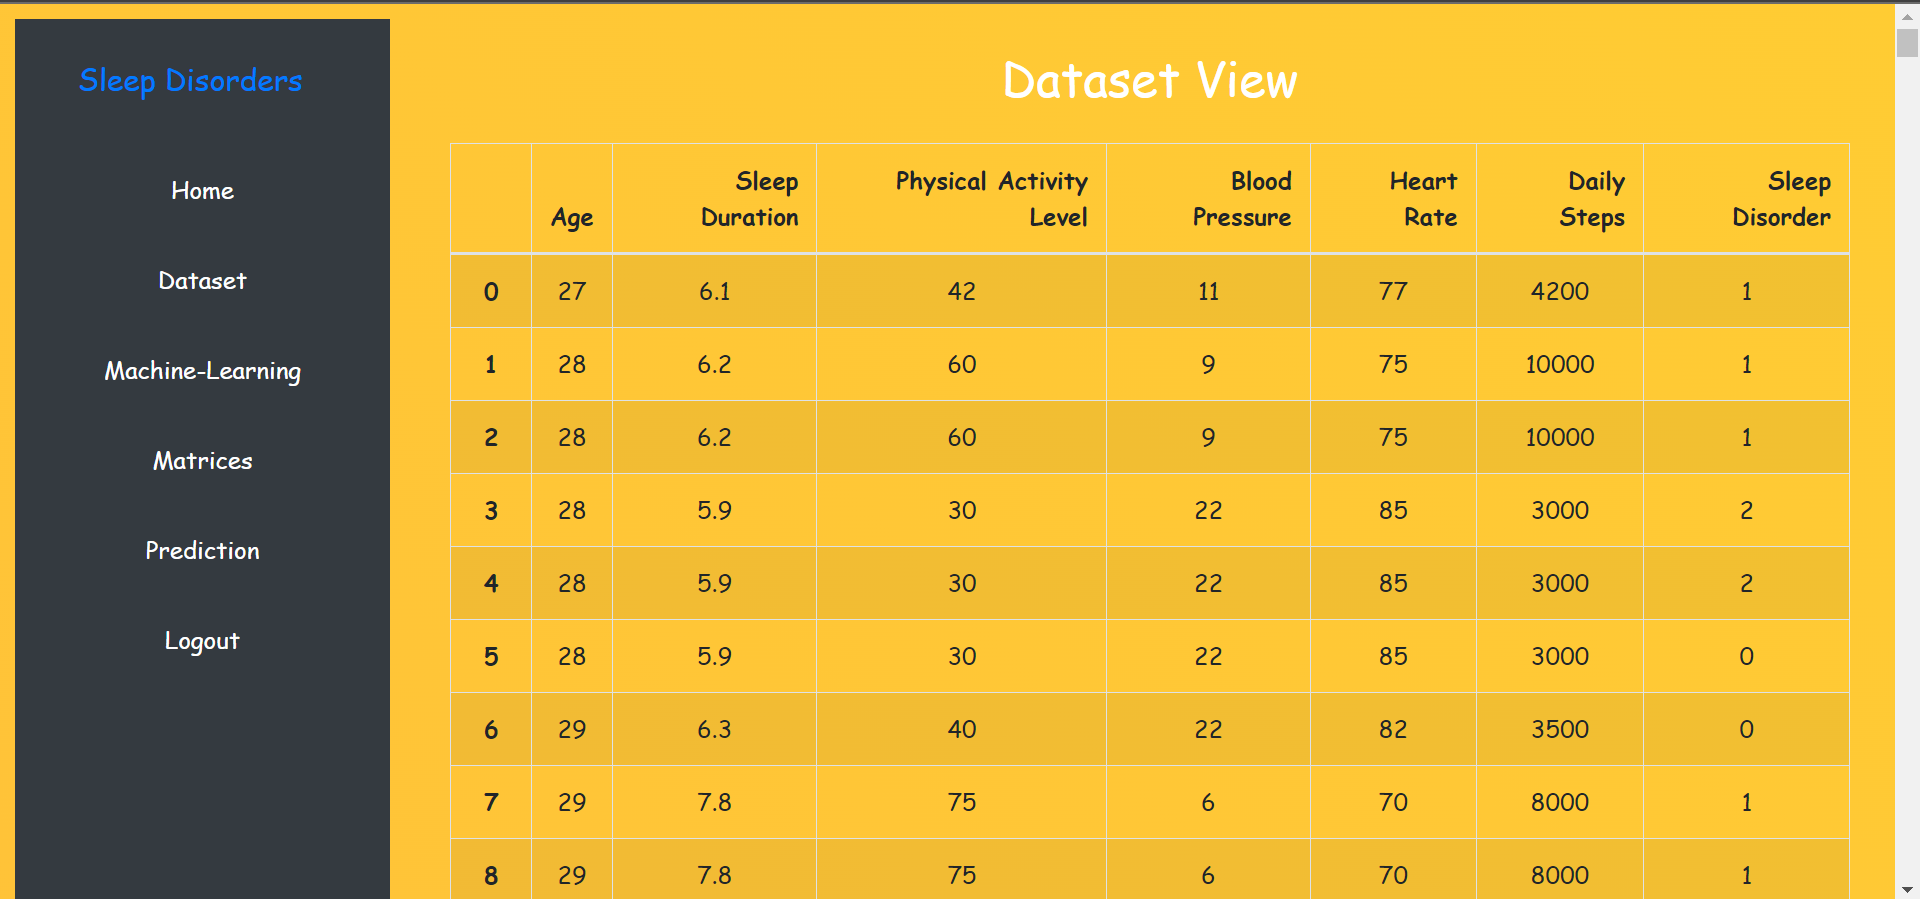 Sleep Disorders
Home
Dataset
Machine-Learning
Matrices
Prediction
Logout
Dataset View
Age Sleep Duration Physical Activity Level Blood Pressure Heart Rate Daily Steps Sleep Disorder
0 27 6.1 42 11 77 4200 1
1 28 6.2 60 9 75 10000 1
2 28 6.2 60 9 75 10000 1
3 28 5.9 30 22 85 3000 2
4 28 5.9 30 22 85 3000 2
5 28 5.9 30 22 85 3000 0
6 29 6.3 40 22 82 3500 0
7 29 7.8 75 6 70 8000 1
8 29 7.8 75 6 70 8000 1